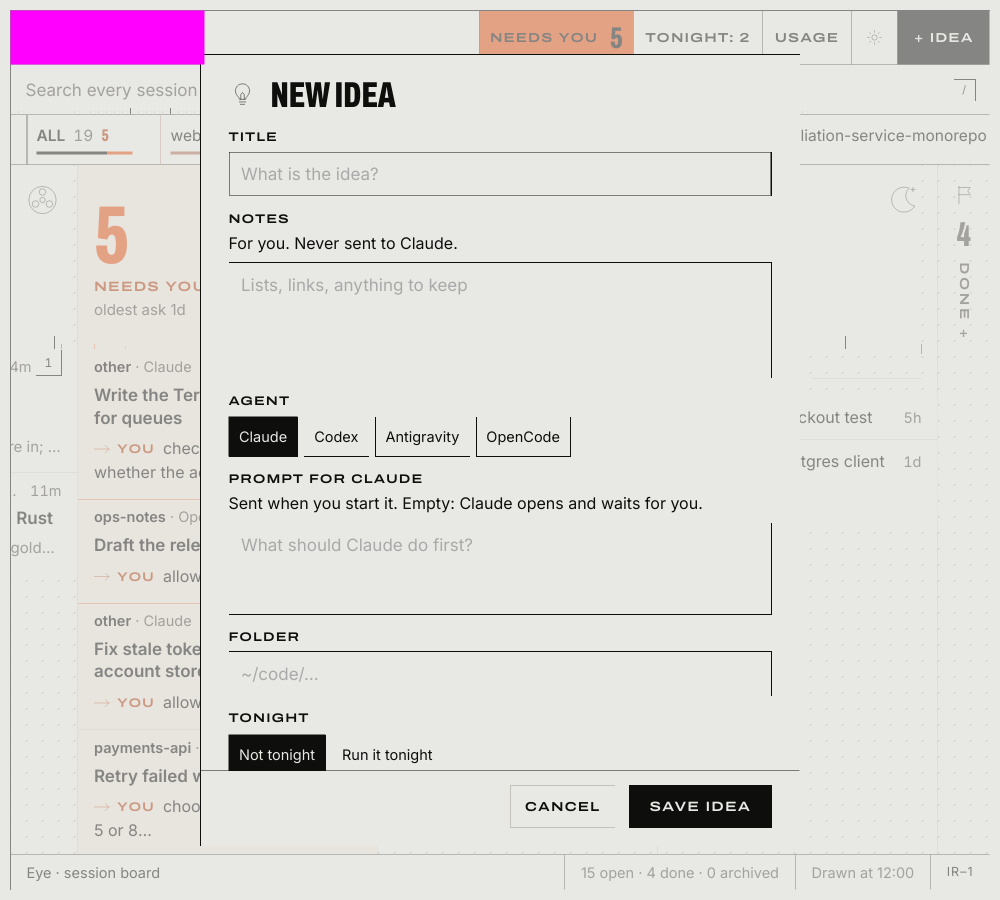 NEEDS YOU 5
TONIGHT: 2
USAGE
+ IDEA
Search every session
/
ALL 19 5
web
liation-service-monorepo
5
NEEDS YOU
oldest ask 1d
4m 1
re in; ...
. 11m
Rust
gold...
other · Claude
Write the Ter
for queues
→ YOU chec
whether the a
ops-notes · Op
Draft the rele
→ YOU allow
other · Claude
Fix stale toke
account store
→ YOU allow
payments-api ·
Retry failed w
→ YOU choo
5 or 8...
NEW IDEA
TITLE
What is the idea?
NOTES
For you. Never sent to Claude.
Lists, links, anything to keep
AGENT
Claude
Codex
Antigravity
OpenCode
PROMPT FOR CLAUDE
Sent when you start it. Empty: Claude opens and waits for you.
What should Claude do first?
FOLDER
~/code/...
TONIGHT
Not tonight
Run it tonight
CANCEL
SAVE IDEA
ckout test 5h
tgres client 1d
4 DONE +
Eye · session board
15 open · 4 done · 0 archived
Drawn at 12:00
IR–1